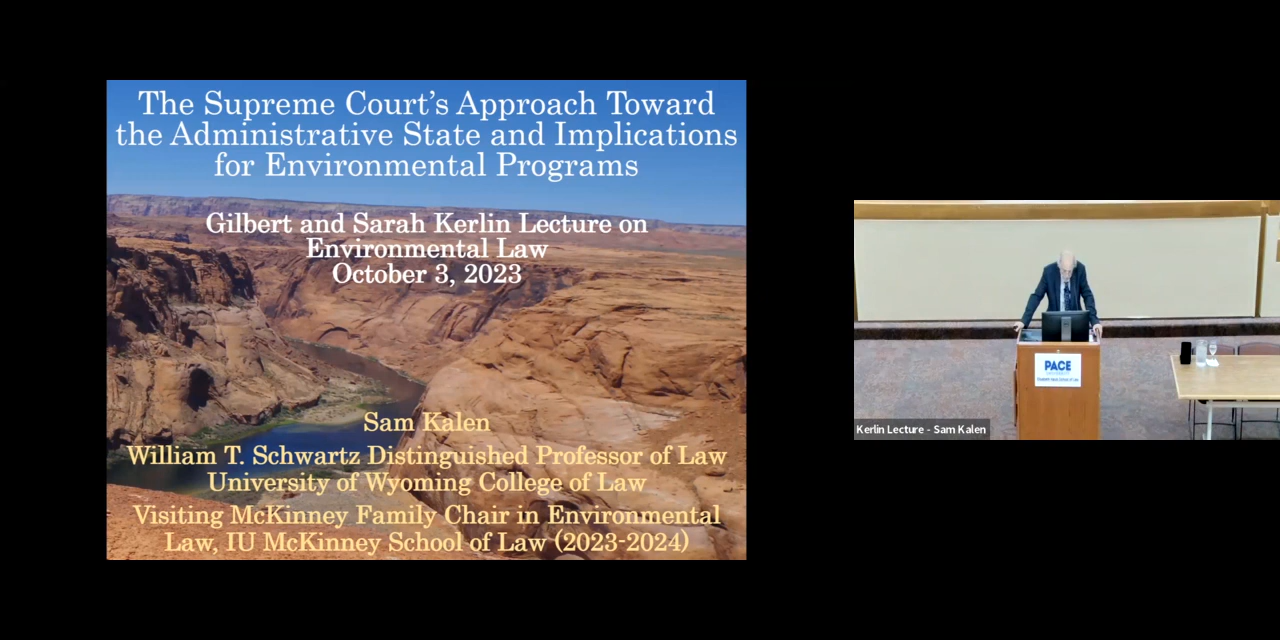 The Supreme Court's Approach Toward
the Administrative State and Implications
for Environmental Programs
Gilbert and Sarah Kerlin Lecture on
Environmental Law
October 3, 2023
Sam Kalen
William T. Schwartz Distinguished Professor of Law
University of Wyoming College of Law
Visiting McKinney Family Chair in Environmental
Law, IU McKinney School of Law (2023-2024)
PACE
Kerlin Lecture - Sam Kalen